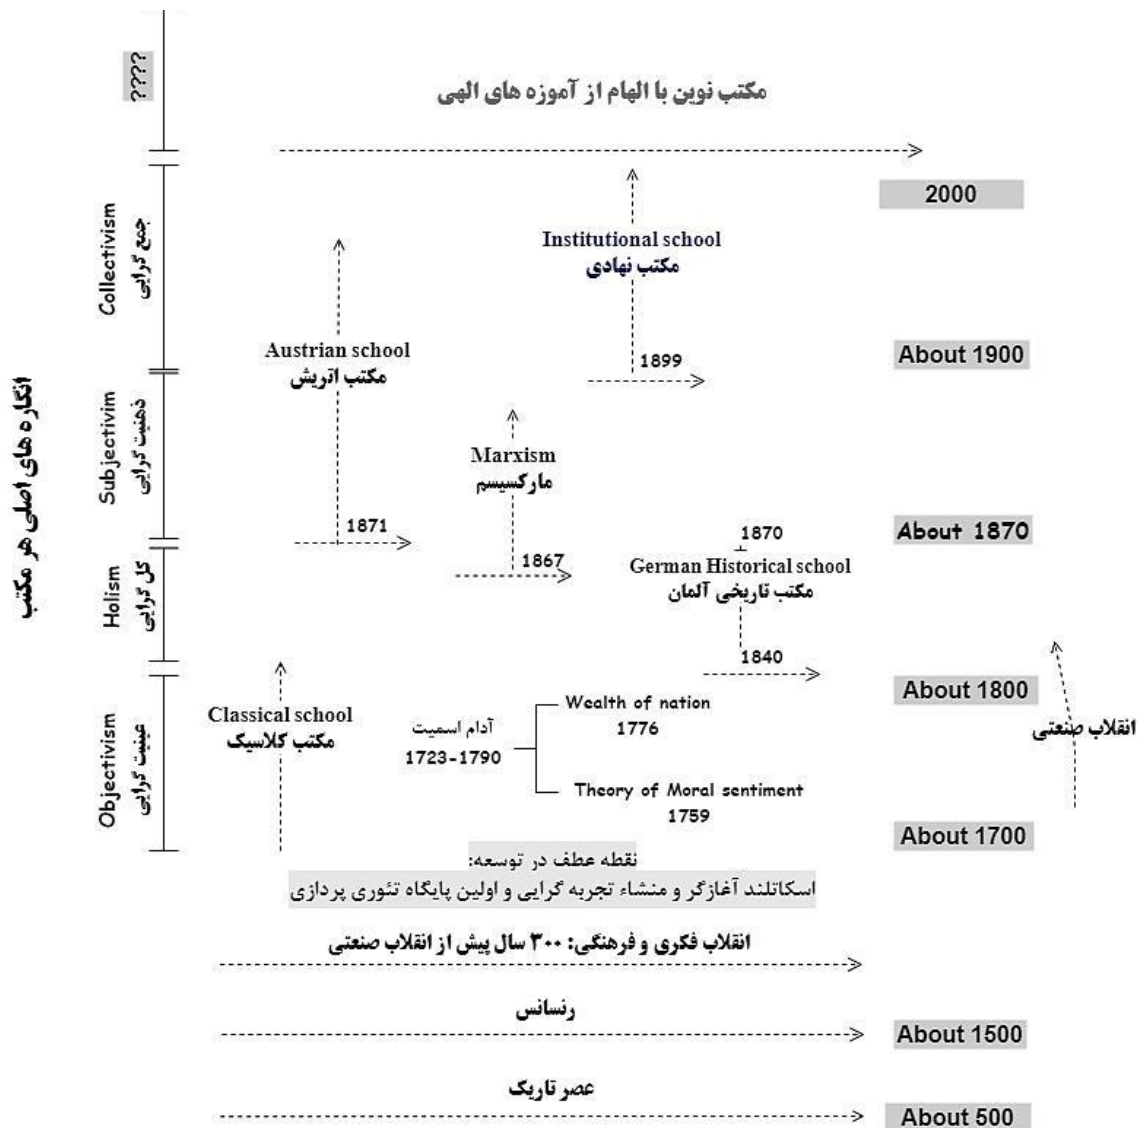 ?????
مکتب نوین با الهام از آموزه های الهی
2000
Collectivism
جمع گرایی
Institutional school
مکتب نهادی
About 1900
1899
Austrian school
مکتب اتریش
انگاره های اصلی هر مکتب
Subjectivim
ذهنیت گرایی
Marxism
مارکسیسم
1871
1867
1870
About 1870
German Historical school
مکتب تاریخی آلمان
Holism
کل گرایی
1840
About 1800
Classical school
مکتب کلاسیک
آدام اسمیت
1723-1790
Wealth of nation
1776
Theory of Moral sentiment
1759
انقلاب صنعتی
Objectivism
عینیت گرایی
About 1700
نقطه عطف در توسعه:
اسکاتلند آغازگر و منشاء تجربه گرایی و اولین پایگاه تئوری پردازی
انقلاب فکری و فرهنگی: ۳۰۰ سال پیش از انقلاب صنعتی
رنسانس
About 1500
عصر تاریک
About 500